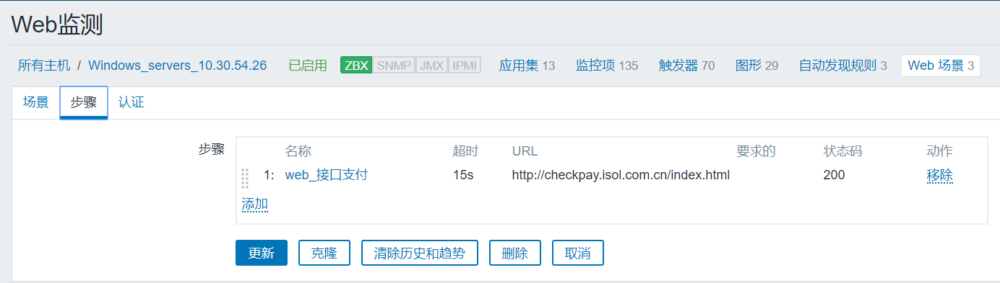 Web监测
所有主机 / Windows_servers_10.30.54.26 已启用 ZBX SNMP JMX IPMI 应用集 13 监控项 135 触发器 70 图形 29 自动发现规则 3 Web 场景 3
场景 步骤 认证
步骤 名称 超时 URL 要求的 状态码 动作
1: web_接口支付 15s http://checkpay.isol.com.cn/index.html 200 移除
添加
更新 克隆 清除历史和趋势 删除 取消